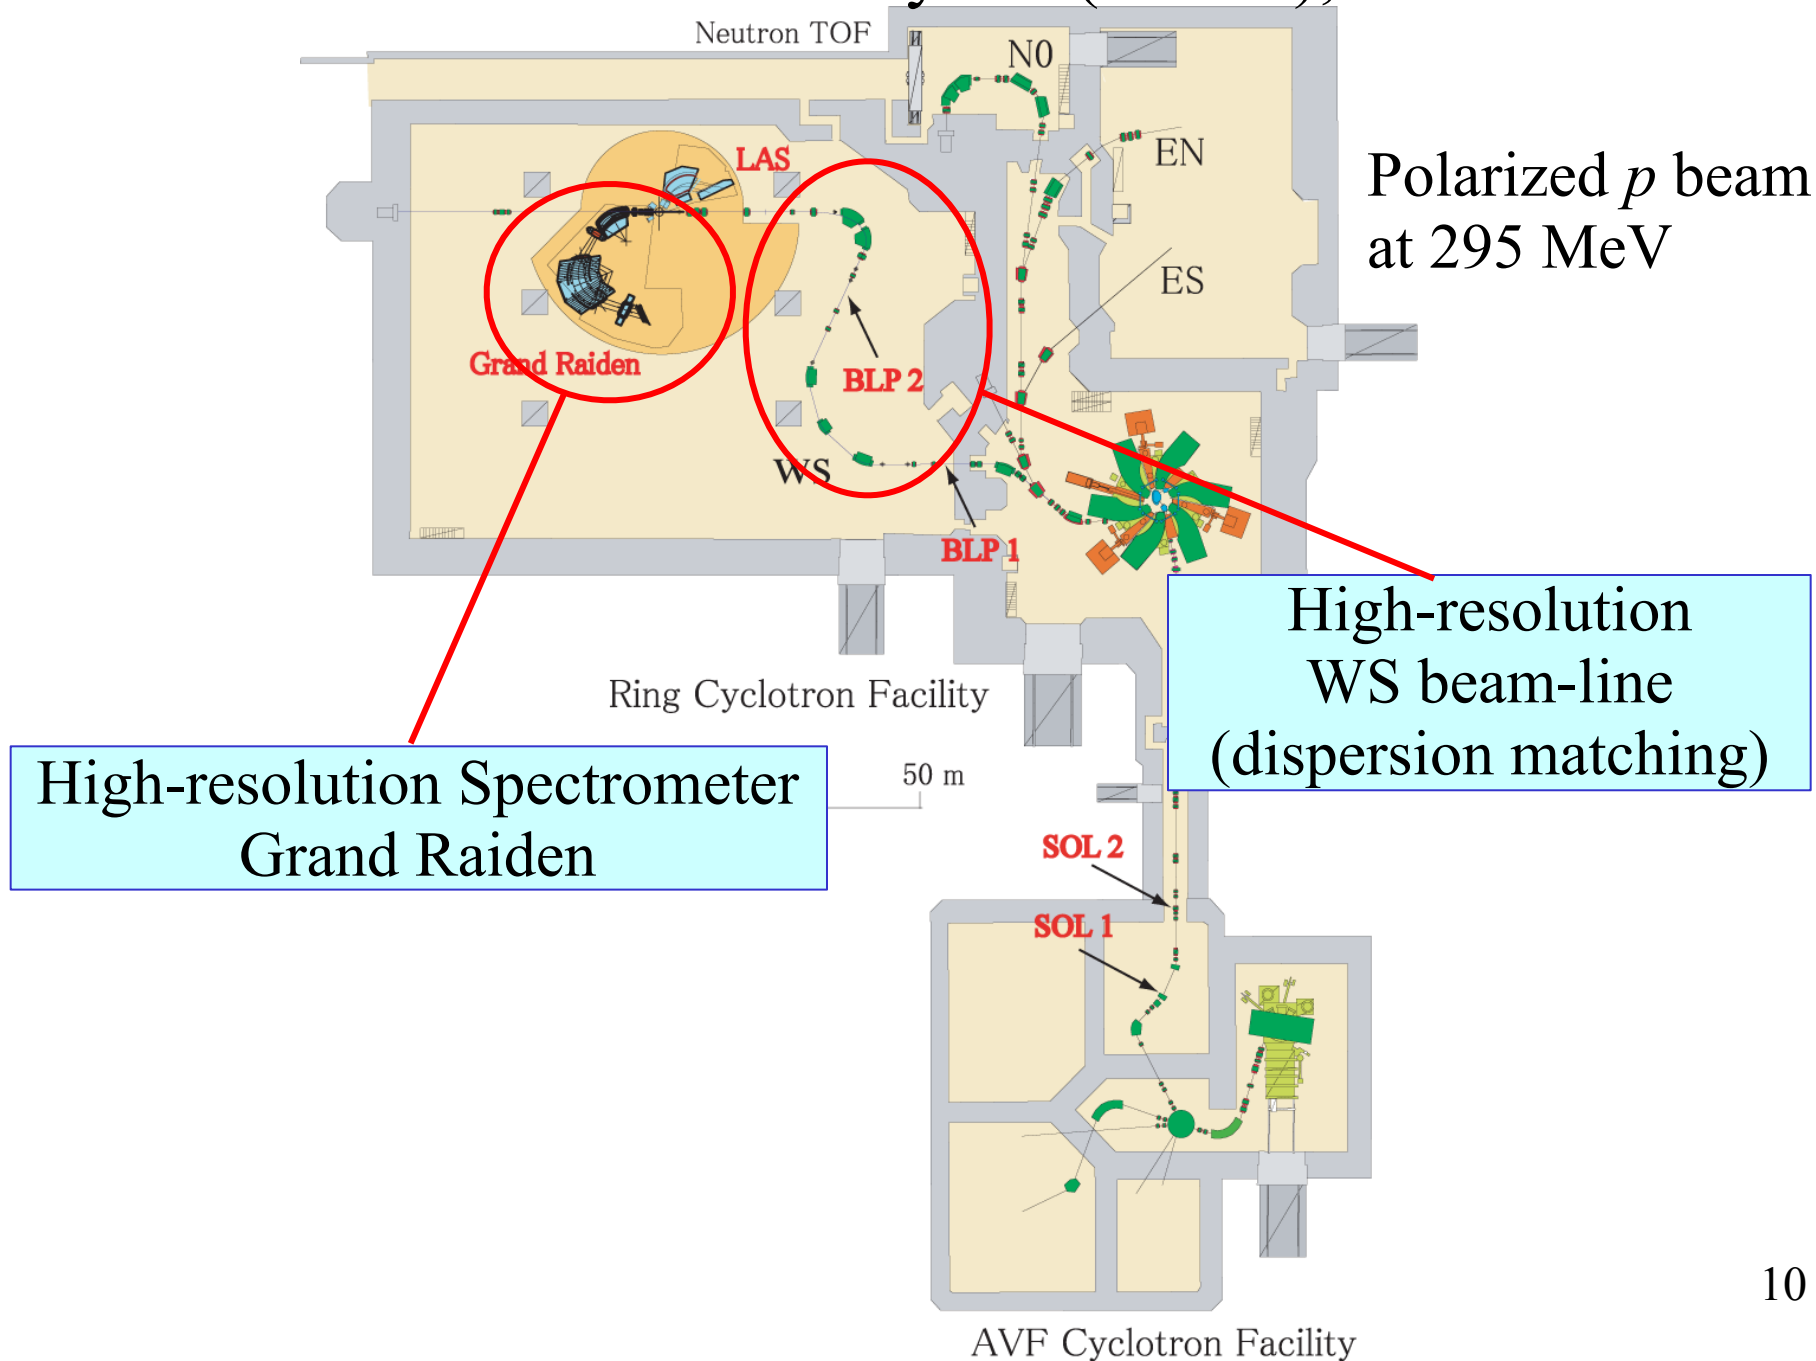 Neutron TOF
N0
EN
LAS
Polarized p beam
at 295 MeV
ES
Grand Raiden
BLP 2
WS
BLP 1
High-resolution
WS beam-line
(dispersion matching)
Ring Cyclotron Facility
High-resolution Spectrometer
Grand Raiden
50 m
SOL 2
SOL 1
10
AVF Cyclotron Facility